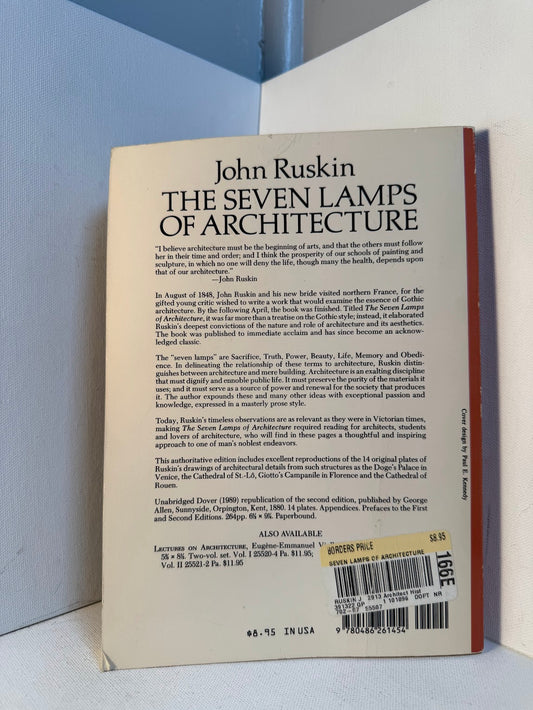 John Ruskin
THE SEVEN LAMPS
OF ARCHITECTURE
"I believe architecture must be the beginning of arts, and that the others must follow
her in their time and order; and I think the prosperity of our schools of painting and
sculpture, in which no one will deny the life, though many the health, depends upon
that of our architecture."
—John Ruskin
In August of 1848, John Ruskin and his new bride visited northern France, for the
gifted young critic wished to write a work that would examine the essence of Gothic
architecture. By the following April, the book was finished. Titled The Seven Lamps
of Architecture, it was far more than a treatise on the Gothic style; instead, it elaborated
Ruskin's deepest convictions of the nature and role of architecture and its aesthetics.
The book was published to immediate acclaim and has since become an acknow-
ledged classic.
The "seven lamps" are Sacrifice, Truth, Power, Beauty, Life, Memory and Obedi-
ence. In delineating the relationship of these terms to architecture, Ruskin distin-
guishes between architecture and mere building. Architecture is an exalting discipline
that must dignify and ennoble public life. It must preserve the purity of the materials it
uses; and it must serve as a source of power and renewal for the society that produces
it. The author expounds these and many other ideas with exceptional passion and
knowledge, expressed in a masterly prose style.
Today, Ruskin's timeless observations are as relevant as they were in Victorian times,
making The Seven Lamps of Architecture required reading for architects, students
and lovers of architecture, who will find in these pages a thoughtful and inspiring
approach to one of man's noblest endeavors.
This authoritative edition includes excellent reproductions of the 14 original plates of
Ruskin's drawings of architectural details from such structures as the Doge's Palace in
Venice, the Cathedral of St.-Lô, Giotto's Campanile in Florence and the Cathedral of
Rouen.
Unabridged Dover (1989) republication of the second edition, published by George
Allen, Sunnyside, Orpington, Kent, 1880. 14 plates. Appendices. Prefaces to the First
and Second Editions. 264pp. 6⅛ x 9¼. Paperbound.
ALSO AVAILABLE
LECTURES ON ARCHITECTURE, Eugène-Emmanuel
5⅜ x 8½. Two-vol. set. Vol. I 25520-4 Pa. $11.95;
Vol. II 25521-2 Pa. $11.95
Cover design by Paul E. Kennedy
BORDERS PRICE $8.95
SEVEN LAMPS OF ARCHITECTURE
166E
RUSKIN J 2913 Architect Hist
391322 QP 1 101096 DDFT NR
702-07 55507
$8.95 IN USA
9 780486 261454